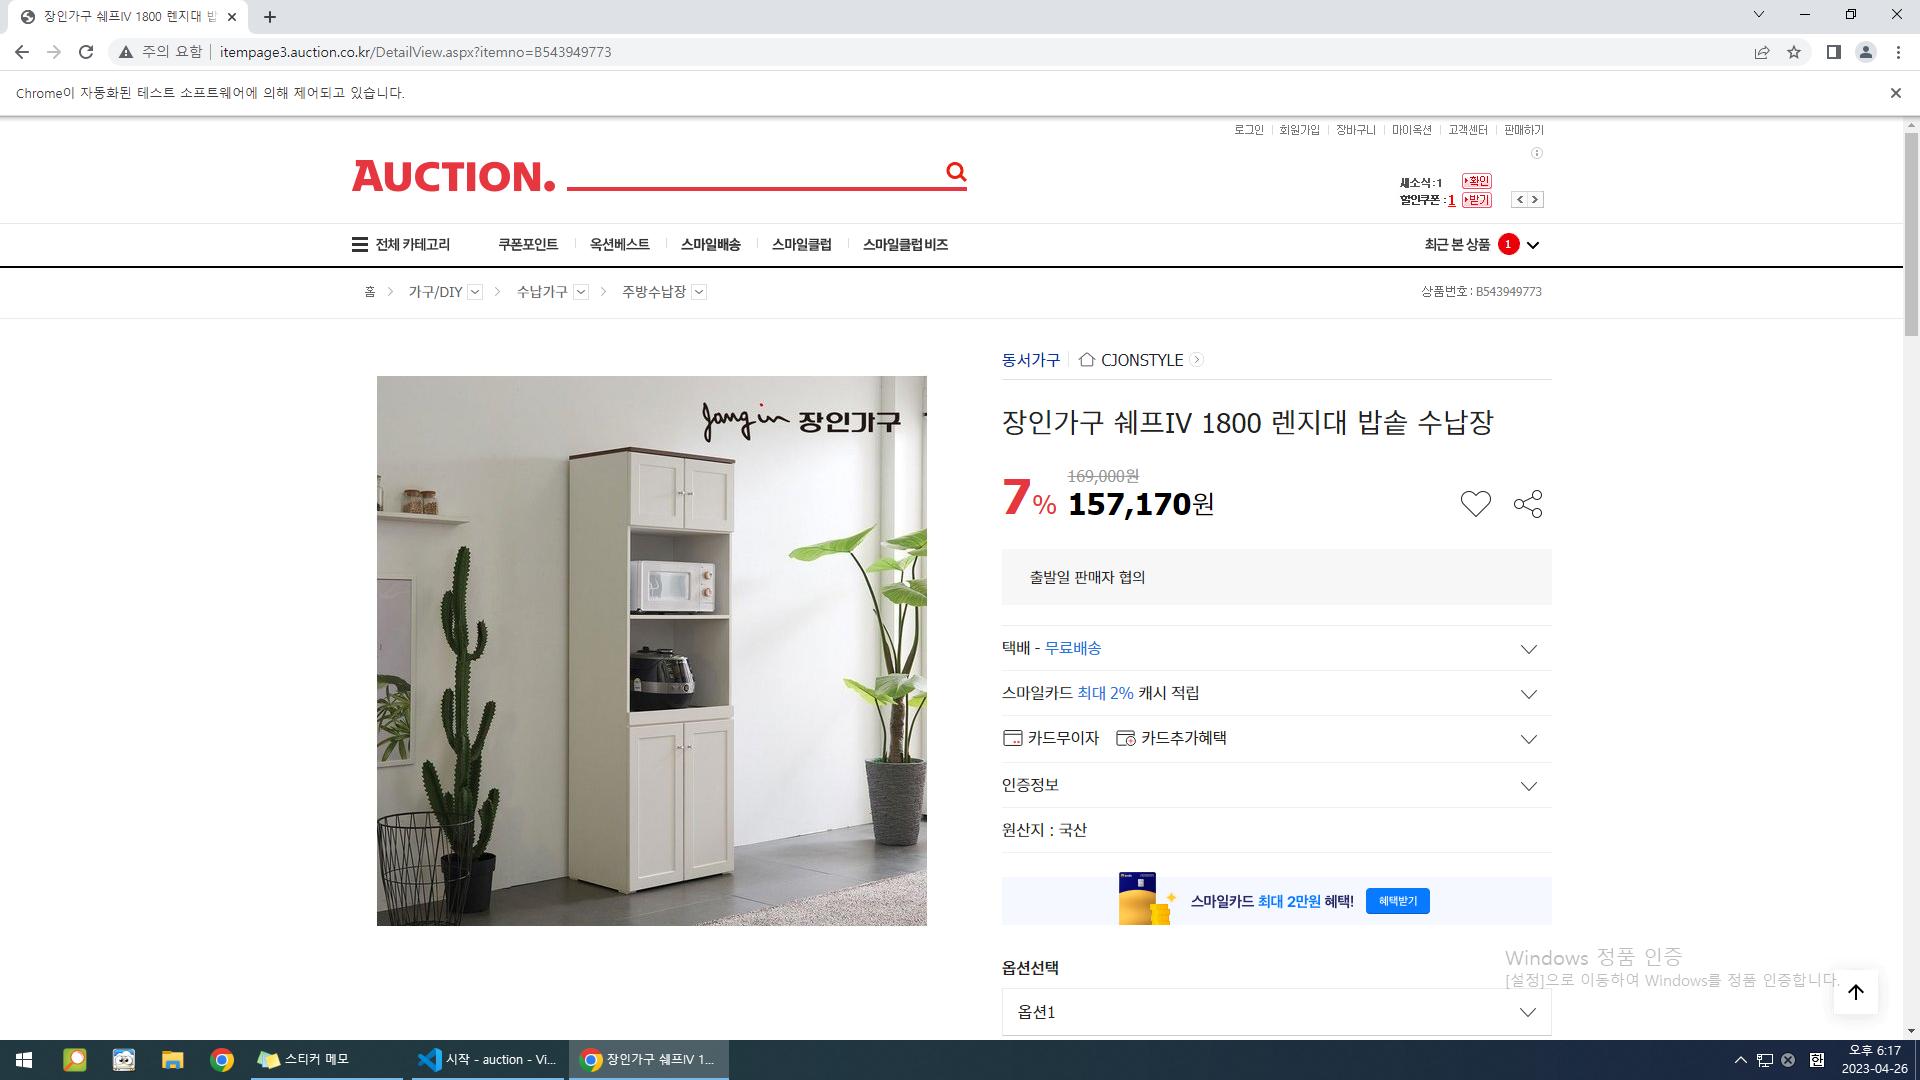 장인가구 쉐프IV 1800 렌지대 밥
주의 요함 itempage3.auction.co.kr/DetailView.aspx?itemno=B543949773
Chrome이 자동화된 테스트 소프트웨어에 의해 제어되고 있습니다.
로그인 회원가입 장바구니 마이옥션 고객센터 판매하기
AUCTION.
새소식:1 확인
할인쿠폰 : 1 받기
전체 카테고리 쿠폰포인트 옥션베스트 스마일배송 스마일클럽 스마일클럽 비즈 최근 본 상품 1
홈 가구/DIY 수납가구 주방수납장 상품번호 : B543949773
동서가구 CJONSTYLE
Jangin 장인가구
장인가구 쉐프IV 1800 렌지대 밥솥 수납장
169,000원
7% 157,170원
출발일 판매자 협의
택배 - 무료배송
스마일카드 최대 2% 캐시 적립
카드무이자 카드추가혜택
인증정보
원산지 : 국산
스마일카드 최대 2만원 혜택! 혜택받기
옵션선택
옵션1
Windows 정품 인증
[설정]으로 이동하여 Windows를 정품 인증합니다.
스티커 메모 시작 - auction - Vi... 장인가구 쉐프IV 1... 한 오후 6:17
2023-04-26